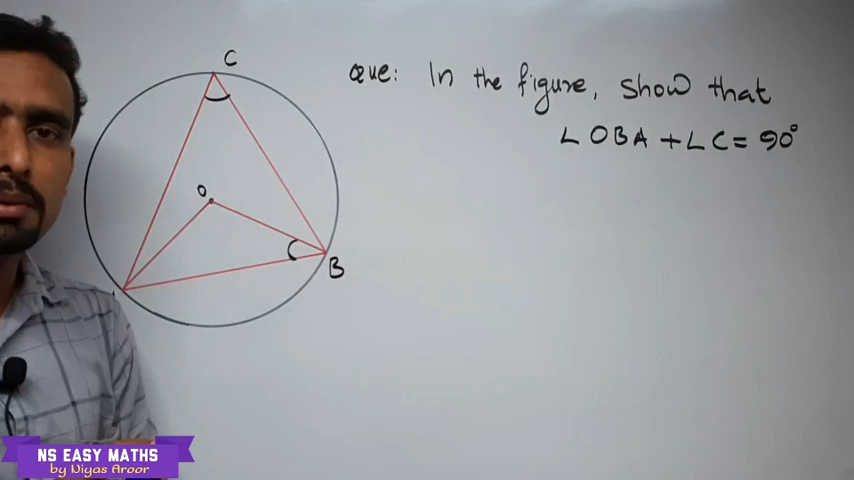 C
Que: In the figure, show that
∠OBA + ∠C = 90°
O
B
NS EASY MATHS
by Niyas Aroor